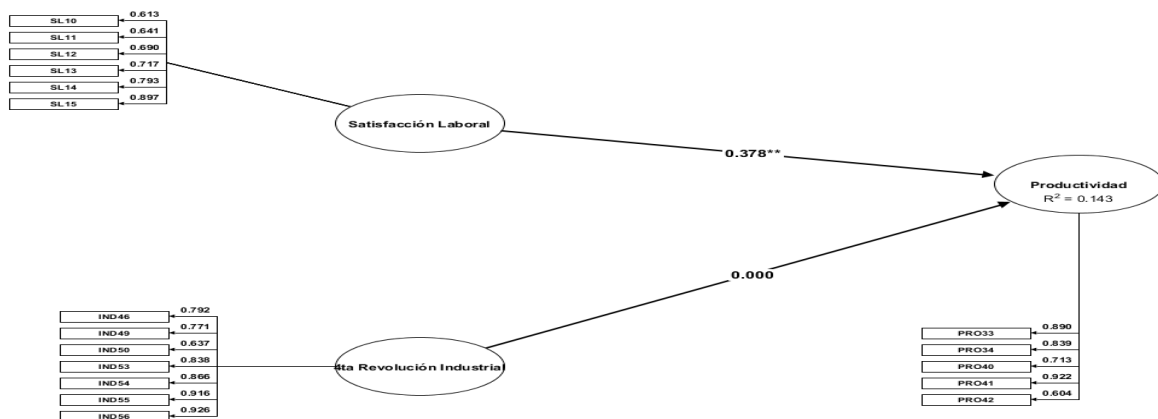 SL10 0.613
SL11 0.641
SL12 0.690
SL13 0.717
SL14 0.793
SL15 0.897
Satisfacción Laboral
0.378**
Productividad
R² = 0.143
0.000
IND46 0.792
IND49 0.771
IND50 0.637
IND53 0.838
IND54 0.866
IND55 0.916
IND56 0.926
4ta Revolución Industrial
PRO33 0.890
PRO34 0.839
PRO40 0.713
PRO41 0.922
PRO42 0.604